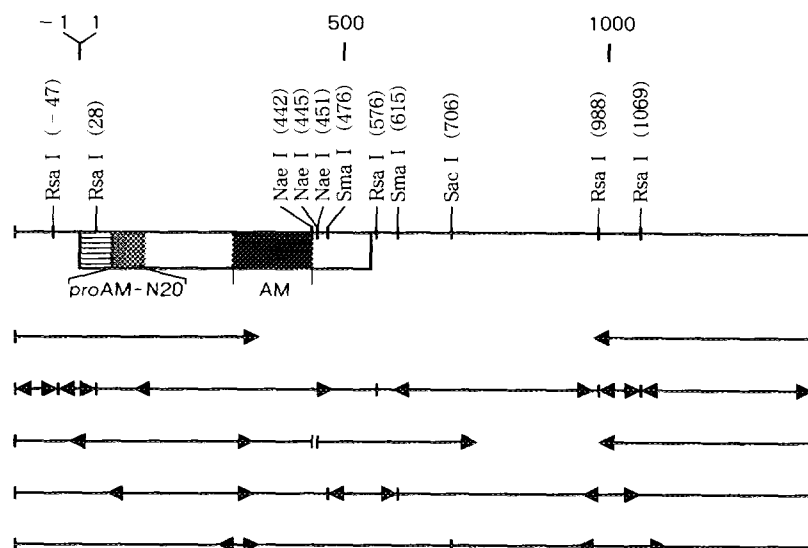 -1 1
500
1000
Rsa I (-47)
Rsa I (28)
Nae I (442)
Nae I (445)
Nae I (451)
Sma I (476)
Rsa I (576)
Sma I (615)
Sac I (706)
Rsa I (988)
Rsa I (1069)
proAM-N20
AM